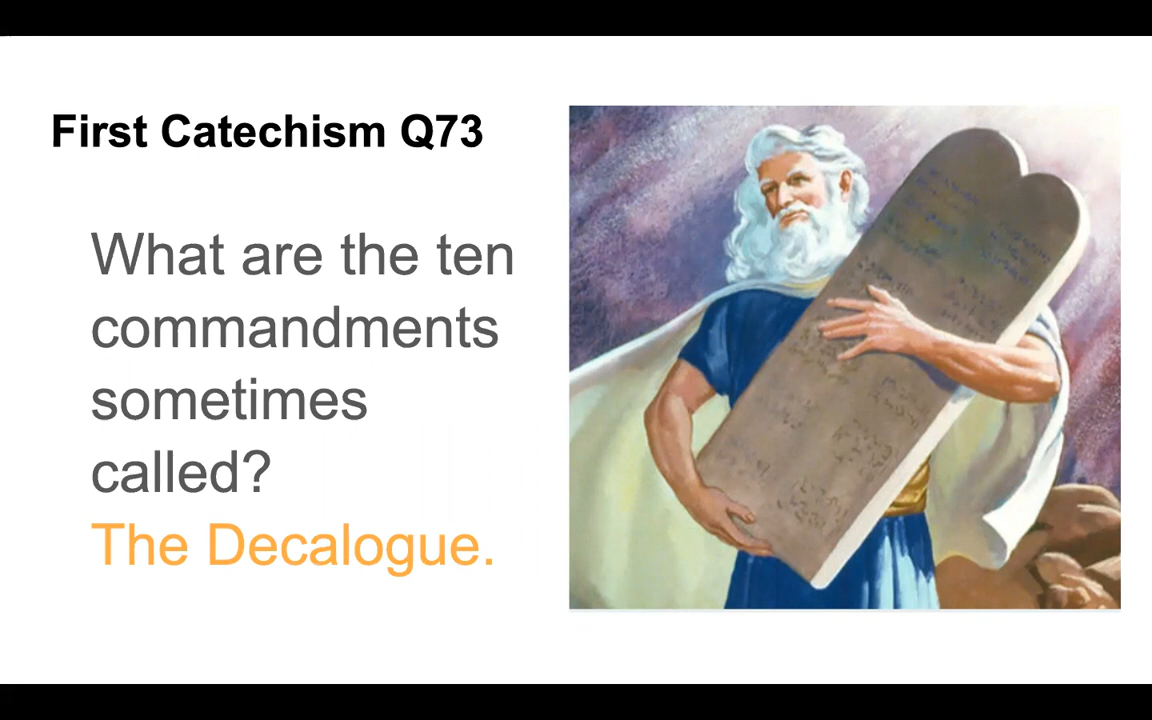 First Catechism Q73
What are the ten
commandments
sometimes
called?
The Decalogue.